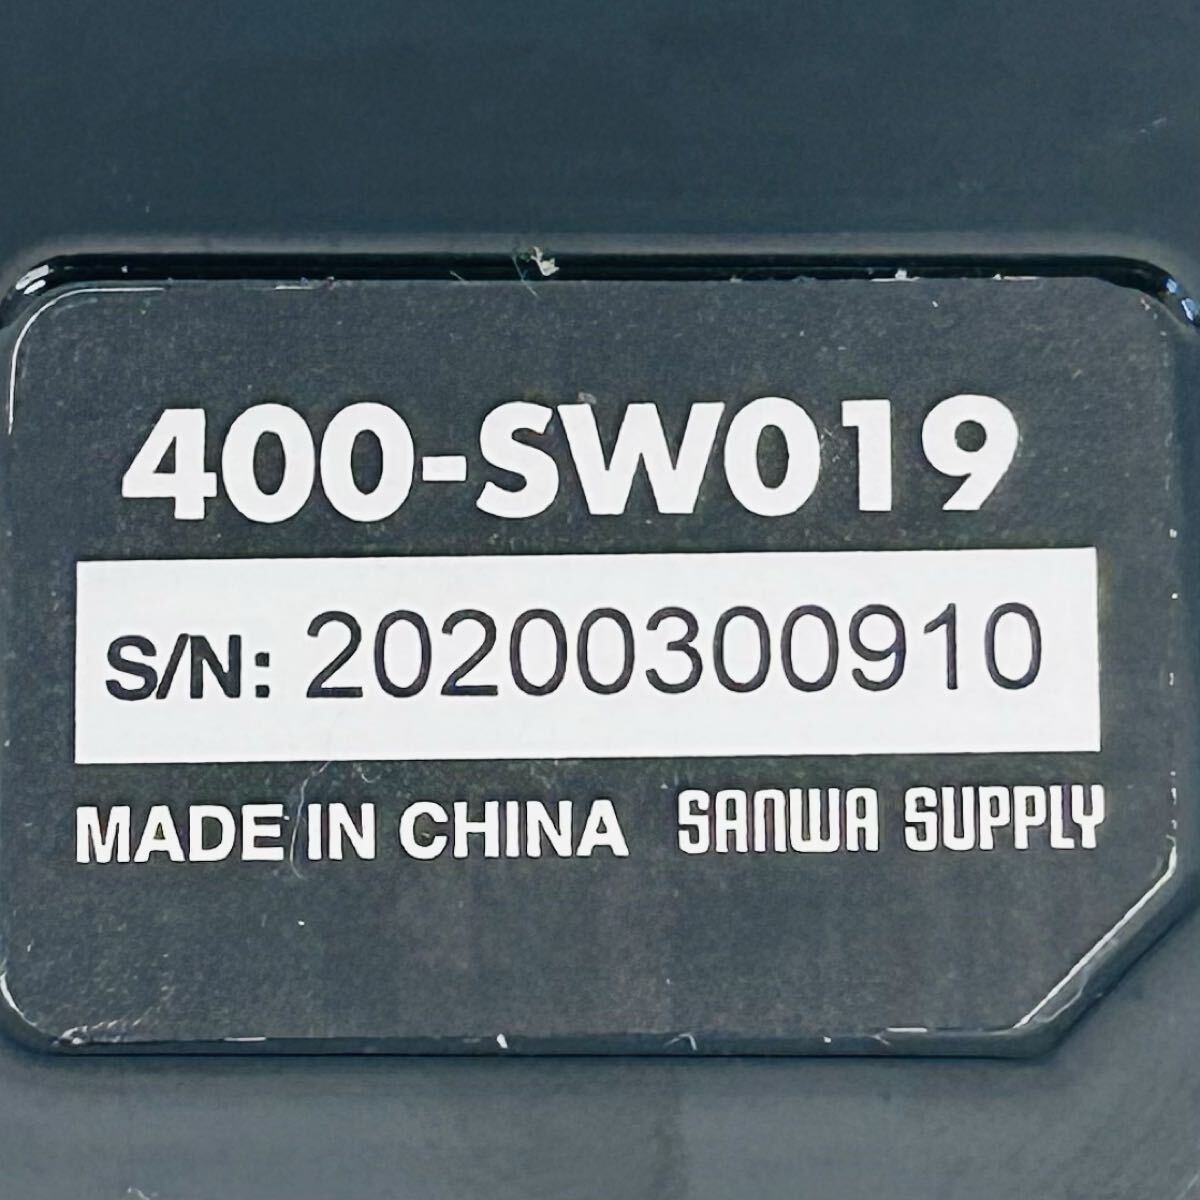 400-SW019
S/N: 20200300910
MADE IN CHINA SANWA SUPPLY